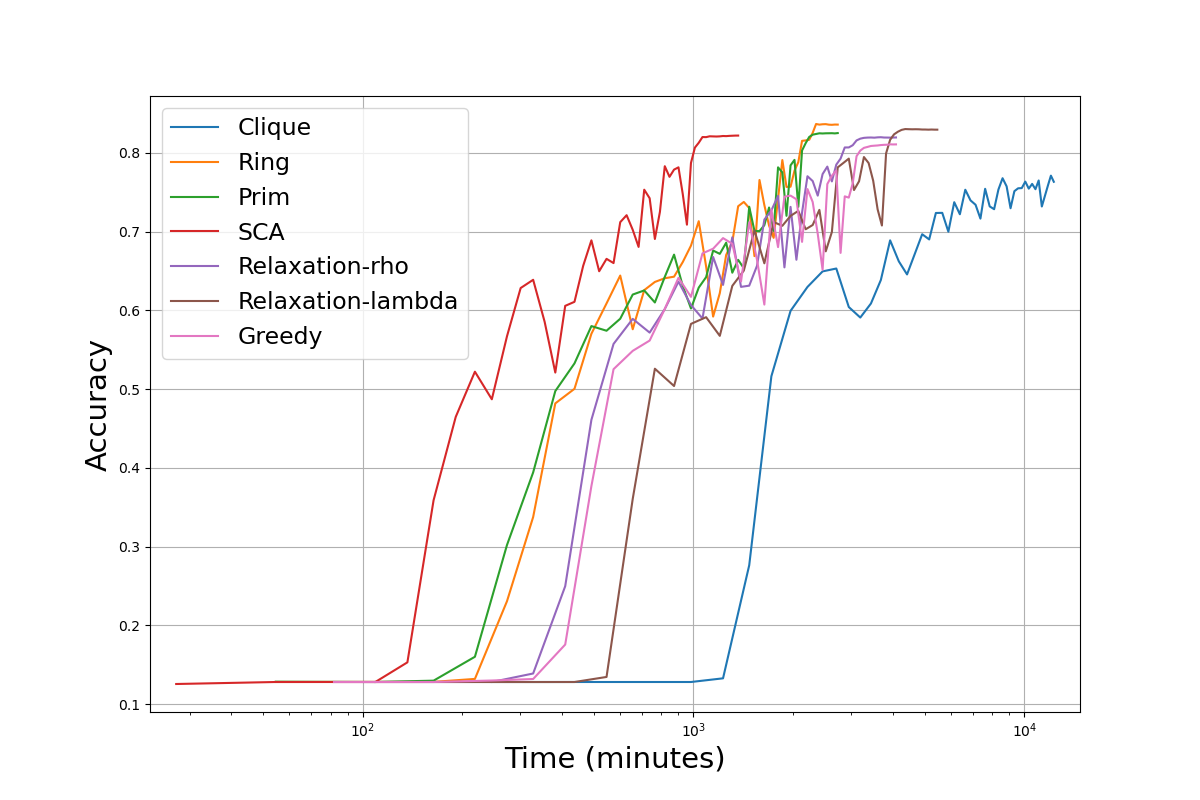 Clique
Ring
Prim
SCA
Relaxation-rho
Relaxation-lambda
Greedy
0.8
0.7
0.6
0.5
0.4
0.3
0.2
0.1
Accuracy
10²
10³
10⁴
Time (minutes)